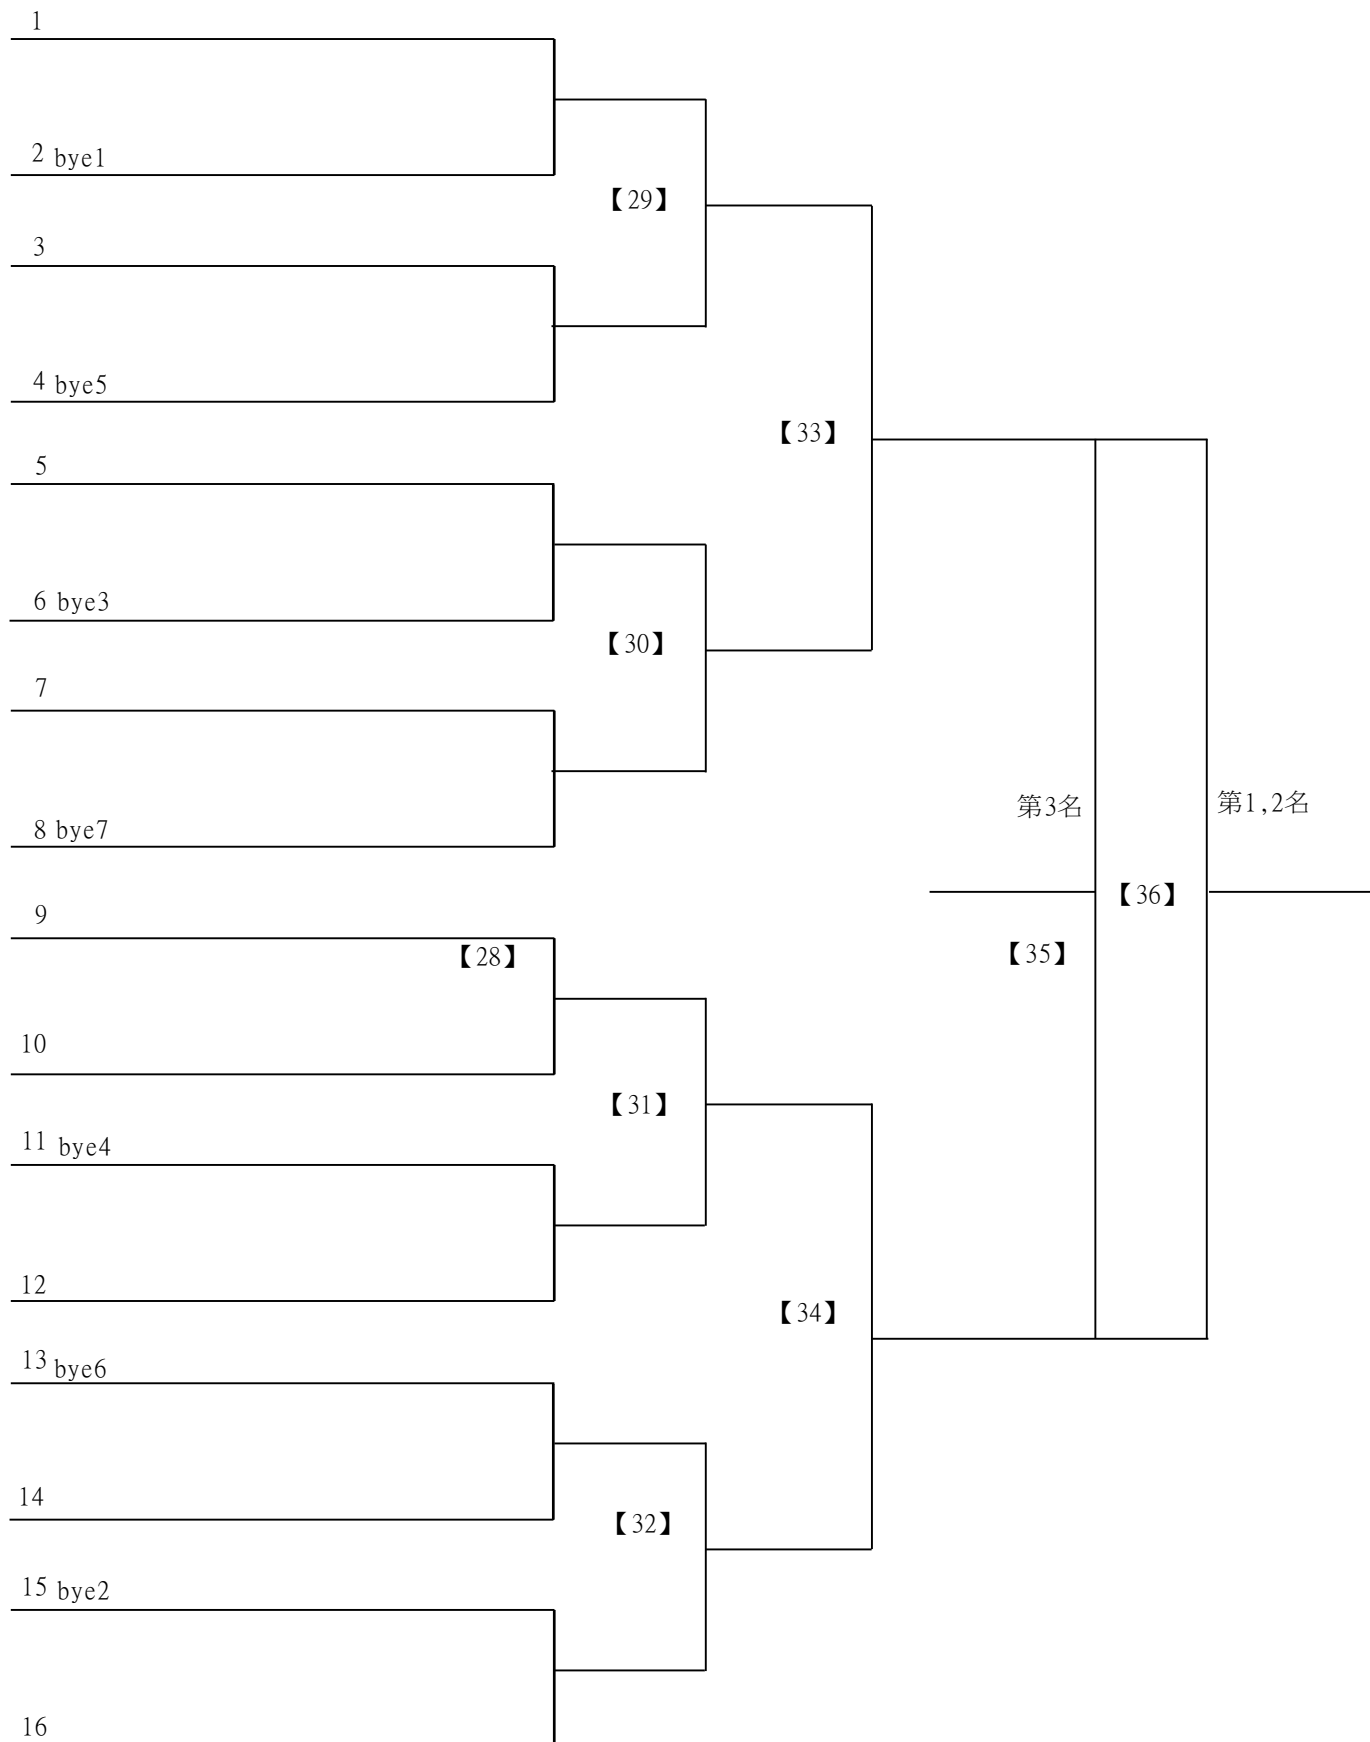 1
2 bye1
【29】
3
4 bye5
【33】
5
6 bye3
【30】
7
第3名
第1,2名
8 bye7
【36】
9
【28】
【35】
10
【31】
11 bye4
12
【34】
13 bye6
14
【32】
15 bye2
16